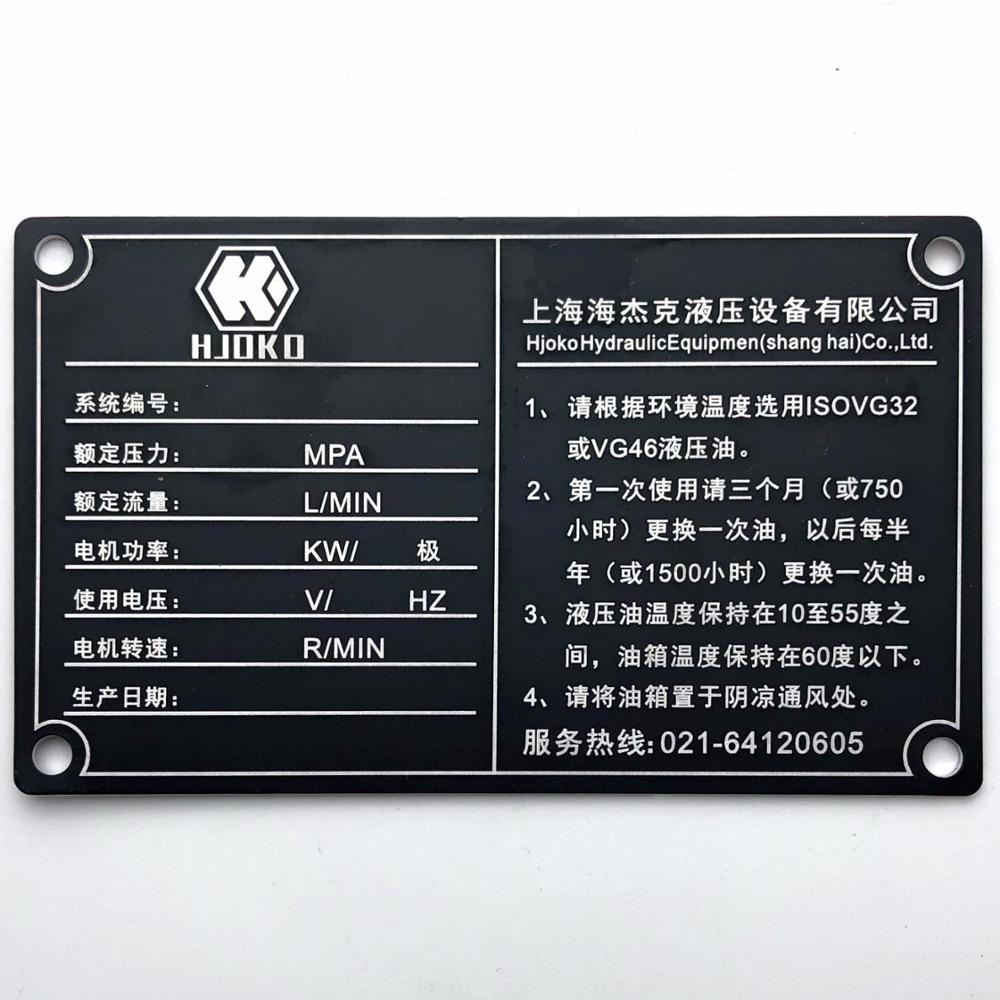 HJOKO
系统编号：
额定压力： MPA
额定流量： L/MIN
电机功率： KW/ 极
使用电压： V/ HZ
电机转速： R/MIN
生产日期：
上海海杰克液压设备有限公司
HjokoHydraulicEquipmen(shang hai)Co.,Ltd.
1、请根据环境温度选用ISOVG32
或VG46液压油。
2、第一次使用请三个月（或750
小时）更换一次油，以后每半
年（或1500小时）更换一次油。
3、液压油温度保持在10至55度之
间，油箱温度保持在60度以下。
4、请将油箱置于阴凉通风处。
服务热线:021-64120605